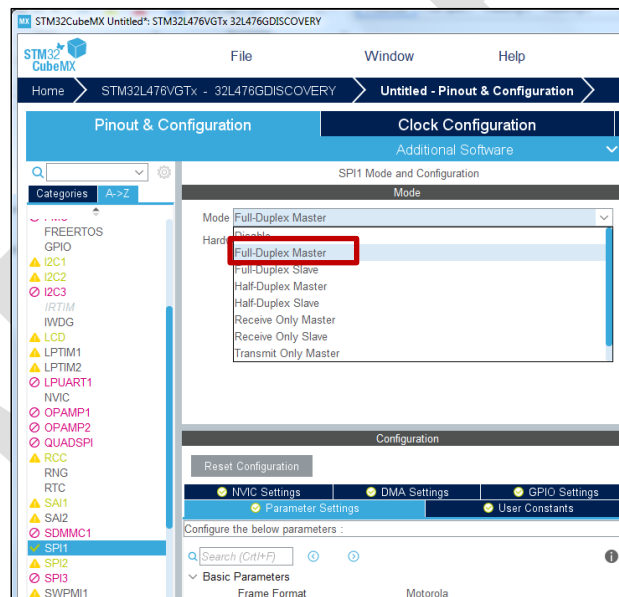 MX STM32CubeMX Untitled*: STM32L476VGTx 32L476GDISCOVERY
STM32
CubeMX
File Window Help
Home STM32L476VGTx - 32L476GDISCOVERY Untitled - Pinout & Configuration
Pinout & Configuration Clock Configuration
Additional Software
SPI1 Mode and Configuration
Categories A->Z
Mode
Mode Full-Duplex Master
Disable
Full-Duplex Master
Full-Duplex Slave
Half-Duplex Master
Half-Duplex Slave
Receive Only Master
Receive Only Slave
Transmit Only Master
FREERTOS
GPIO
I2C1
I2C2
I2C3
IRTIM
IWDG
LCD
LPTIM1
LPTIM2
LPUART1
NVIC
OPAMP1
OPAMP2
QUADSPI
RCC
RNG
RTC
SAI1
SAI2
SDMMC1
SPI1
SPI2
SPI3
SWPMI1
Configuration
Reset Configuration
NVIC Settings DMA Settings GPIO Settings
Parameter Settings User Constants
Configure the below parameters :
Search (Crtl+F)
Basic Parameters
Frame Format Motorola